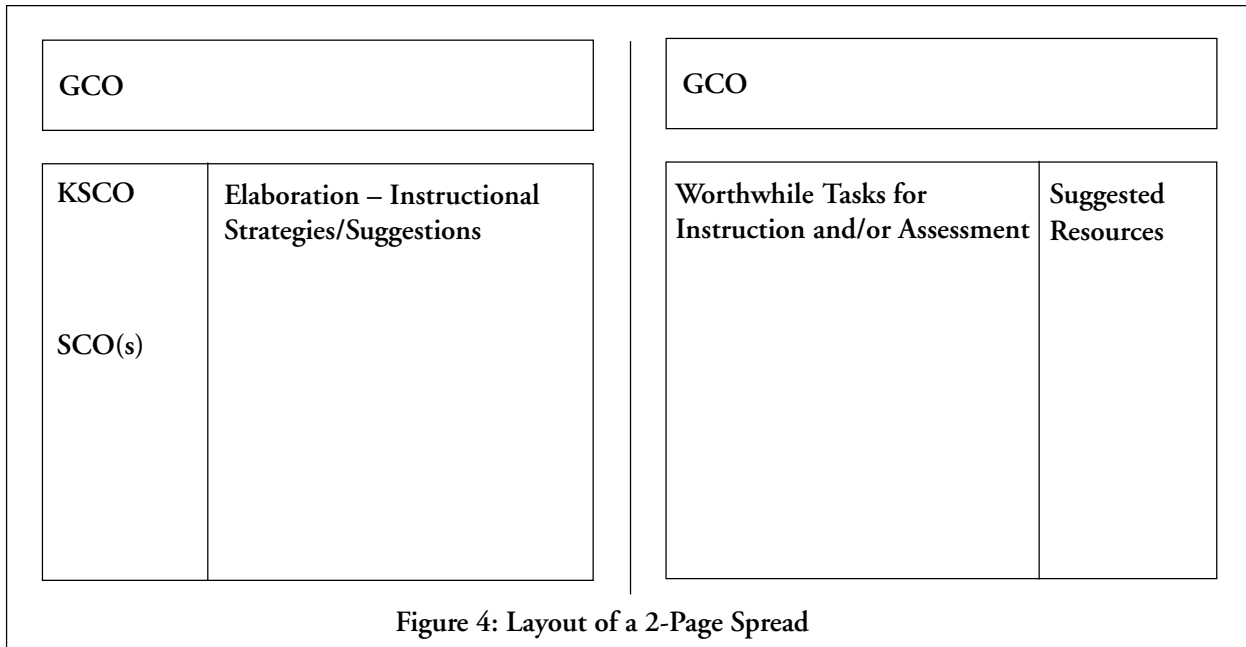 GCO
KSCO
SCO(s)
Elaboration – Instructional
Strategies/Suggestions
GCO
Worthwhile Tasks for
Instruction and/or Assessment
Suggested
Resources
Figure 4: Layout of a 2-Page Spread